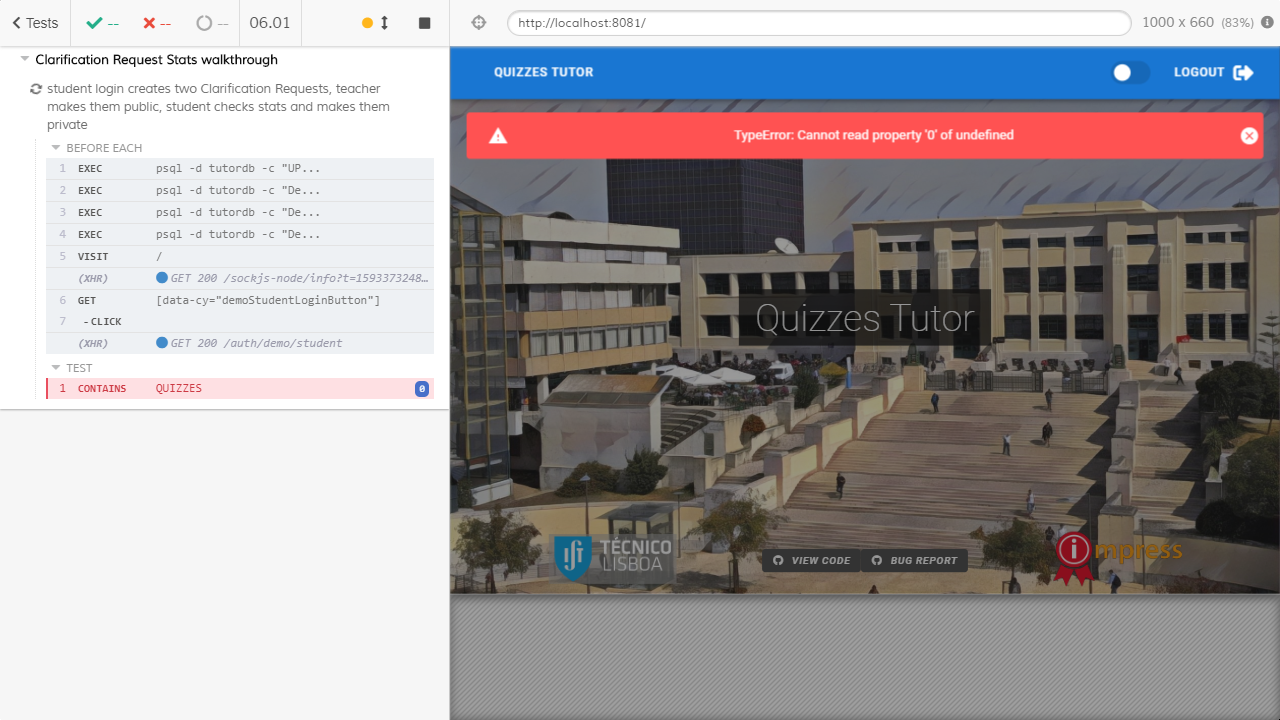 Tests
--
--
--
06.01
http://localhost:8081/
1000 x 660 (83%)
Clarification Request Stats walkthrough
student login creates two Clarification Requests, teacher
makes them public, student checks stats and makes them
private
BEFORE EACH
1 EXEC psql -d tutordb -c "UP...
2 EXEC psql -d tutordb -c "De...
3 EXEC psql -d tutordb -c "De...
4 EXEC psql -d tutordb -c "De...
5 VISIT /
(XHR) GET 200 /sockjs-node/info?t=1593373248…
6 GET [data-cy="demoStudentLoginButton"]
7 -CLICK
(XHR) GET 200 /auth/demo/student
TEST
1 CONTAINS QUIZZES 0
QUIZZES TUTOR
LOGOUT
TypeError: Cannot read property '0' of undefined
Quizzes Tutor
TÉCNICO
LISBOA
VIEW CODE
BUG REPORT
impress